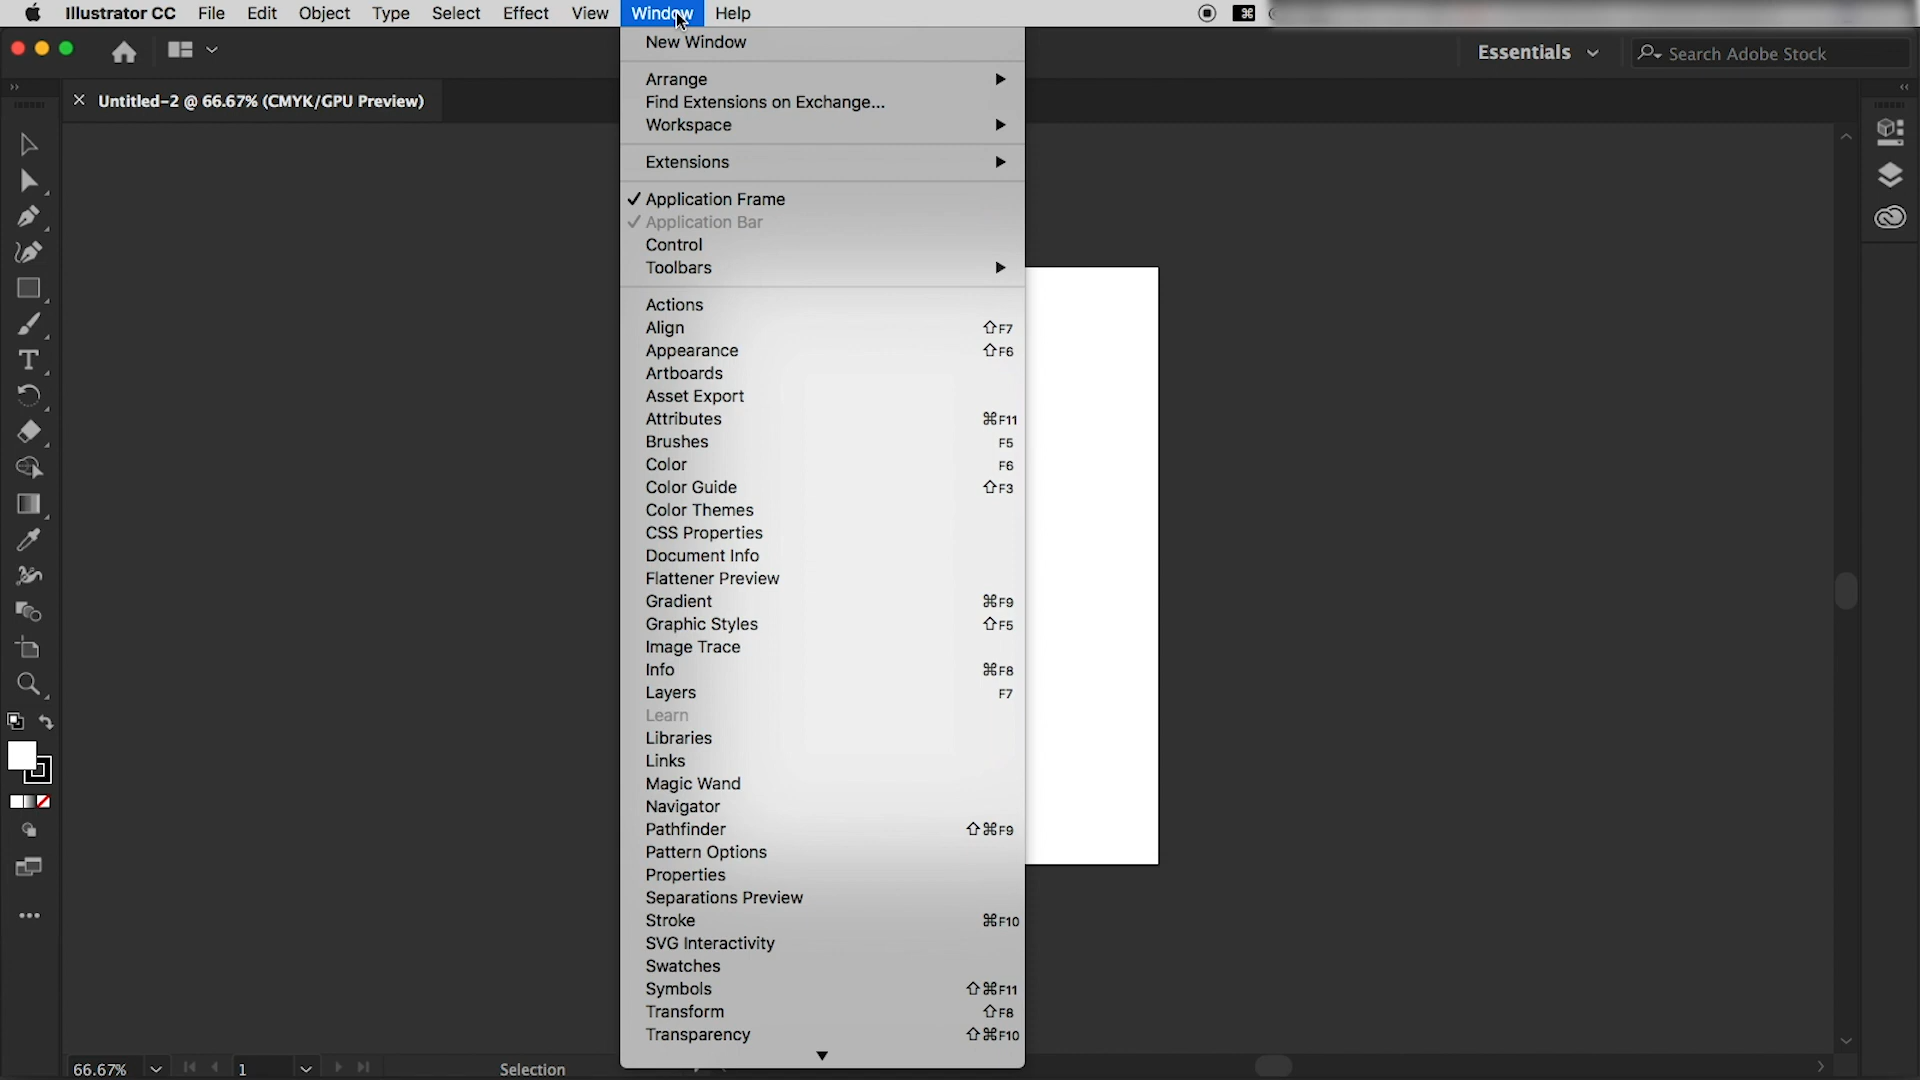 Illustrator CC File Edit Object Type Select Effect View Window Help
Essentials
Search Adobe Stock
Untitled-2 @ 66.67% (CMYK/GPU Preview)
New Window
Arrange
Find Extensions on Exchange...
Workspace
Extensions
✓ Application Frame
✓ Application Bar
Control
Toolbars
Actions
Align ⇧F7
Appearance ⇧F6
Artboards
Asset Export
Attributes ⌘F11
Brushes F5
Color F6
Color Guide ⇧F3
Color Themes
CSS Properties
Document Info
Flattener Preview
Gradient ⌘F9
Graphic Styles ⇧F5
Image Trace
Info ⌘F8
Layers F7
Learn
Libraries
Links
Magic Wand
Navigator
Pathfinder ⇧⌘F9
Pattern Options
Properties
Separations Preview
Stroke ⌘F10
SVG Interactivity
Swatches
Symbols ⇧⌘F11
Transform ⇧F8
Transparency ⇧⌘F10
66.67% 1 Selection